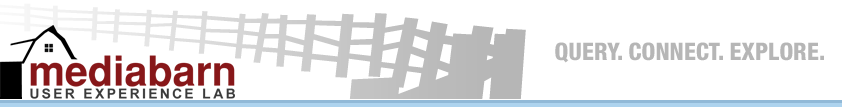 mediabarn
USER EXPERIENCE LAB
QUERY. CONNECT. EXPLORE.